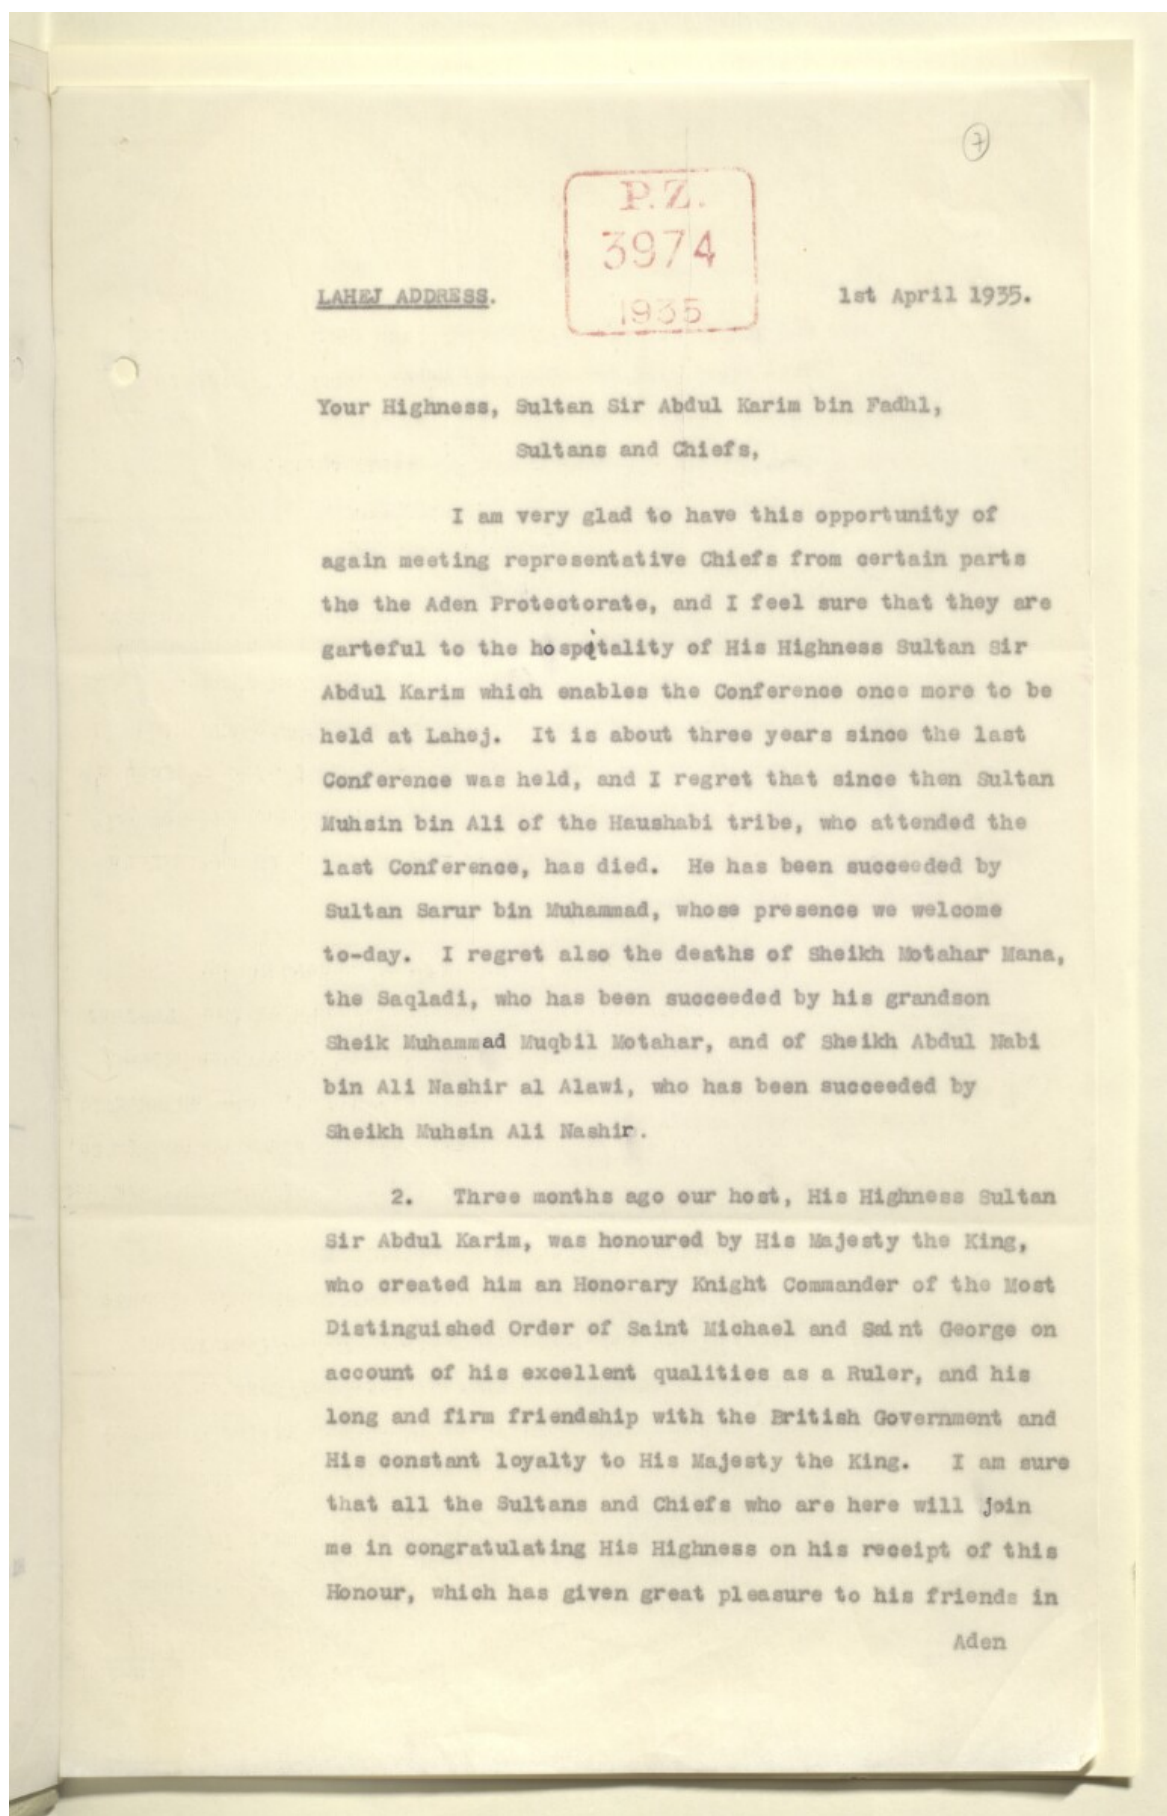 7
P.Z.
3974
1935
LAHEJ ADDRESS.
1st April 1935.
Your Highness, Sultan Sir Abdul Karim bin Fadhl,
Sultans and Chiefs,
I am very glad to have this opportunity of
again meeting representative Chiefs from certain parts
the the Aden Protectorate, and I feel sure that they are
garteful to the hospitality of His Highness Sultan Sir
Abdul Karim which enables the Conference once more to be
held at Lahej. It is about three years since the last
Conference was held, and I regret that since then Sultan
Muhsin bin Ali of the Haushabi tribe, who attended the
last Conference, has died. He has been succeeded by
Sultan Sarur bin Muhammad, whose presence we welcome
to-day. I regret also the deaths of Sheikh Motahar Mana,
the Saqladi, who has been succeeded by his grandson
Sheik Muhammad Muqbil Motahar, and of Sheikh Abdul Nabi
bin Ali Nashir al Alawi, who has been succeeded by
Sheikh Muhsin Ali Nashir.
2. Three months ago our host, His Highness Sultan
Sir Abdul Karim, was honoured by His Majesty the King,
who created him an Honorary Knight Commander of the Most
Distinguished Order of Saint Michael and Saint George on
account of his excellent qualities as a Ruler, and his
long and firm friendship with the British Government and
His constant loyalty to His Majesty the King. I am sure
that all the Sultans and Chiefs who are here will join
me in congratulating His Highness on his receipt of this
Honour, which has given great pleasure to his friends in
Aden